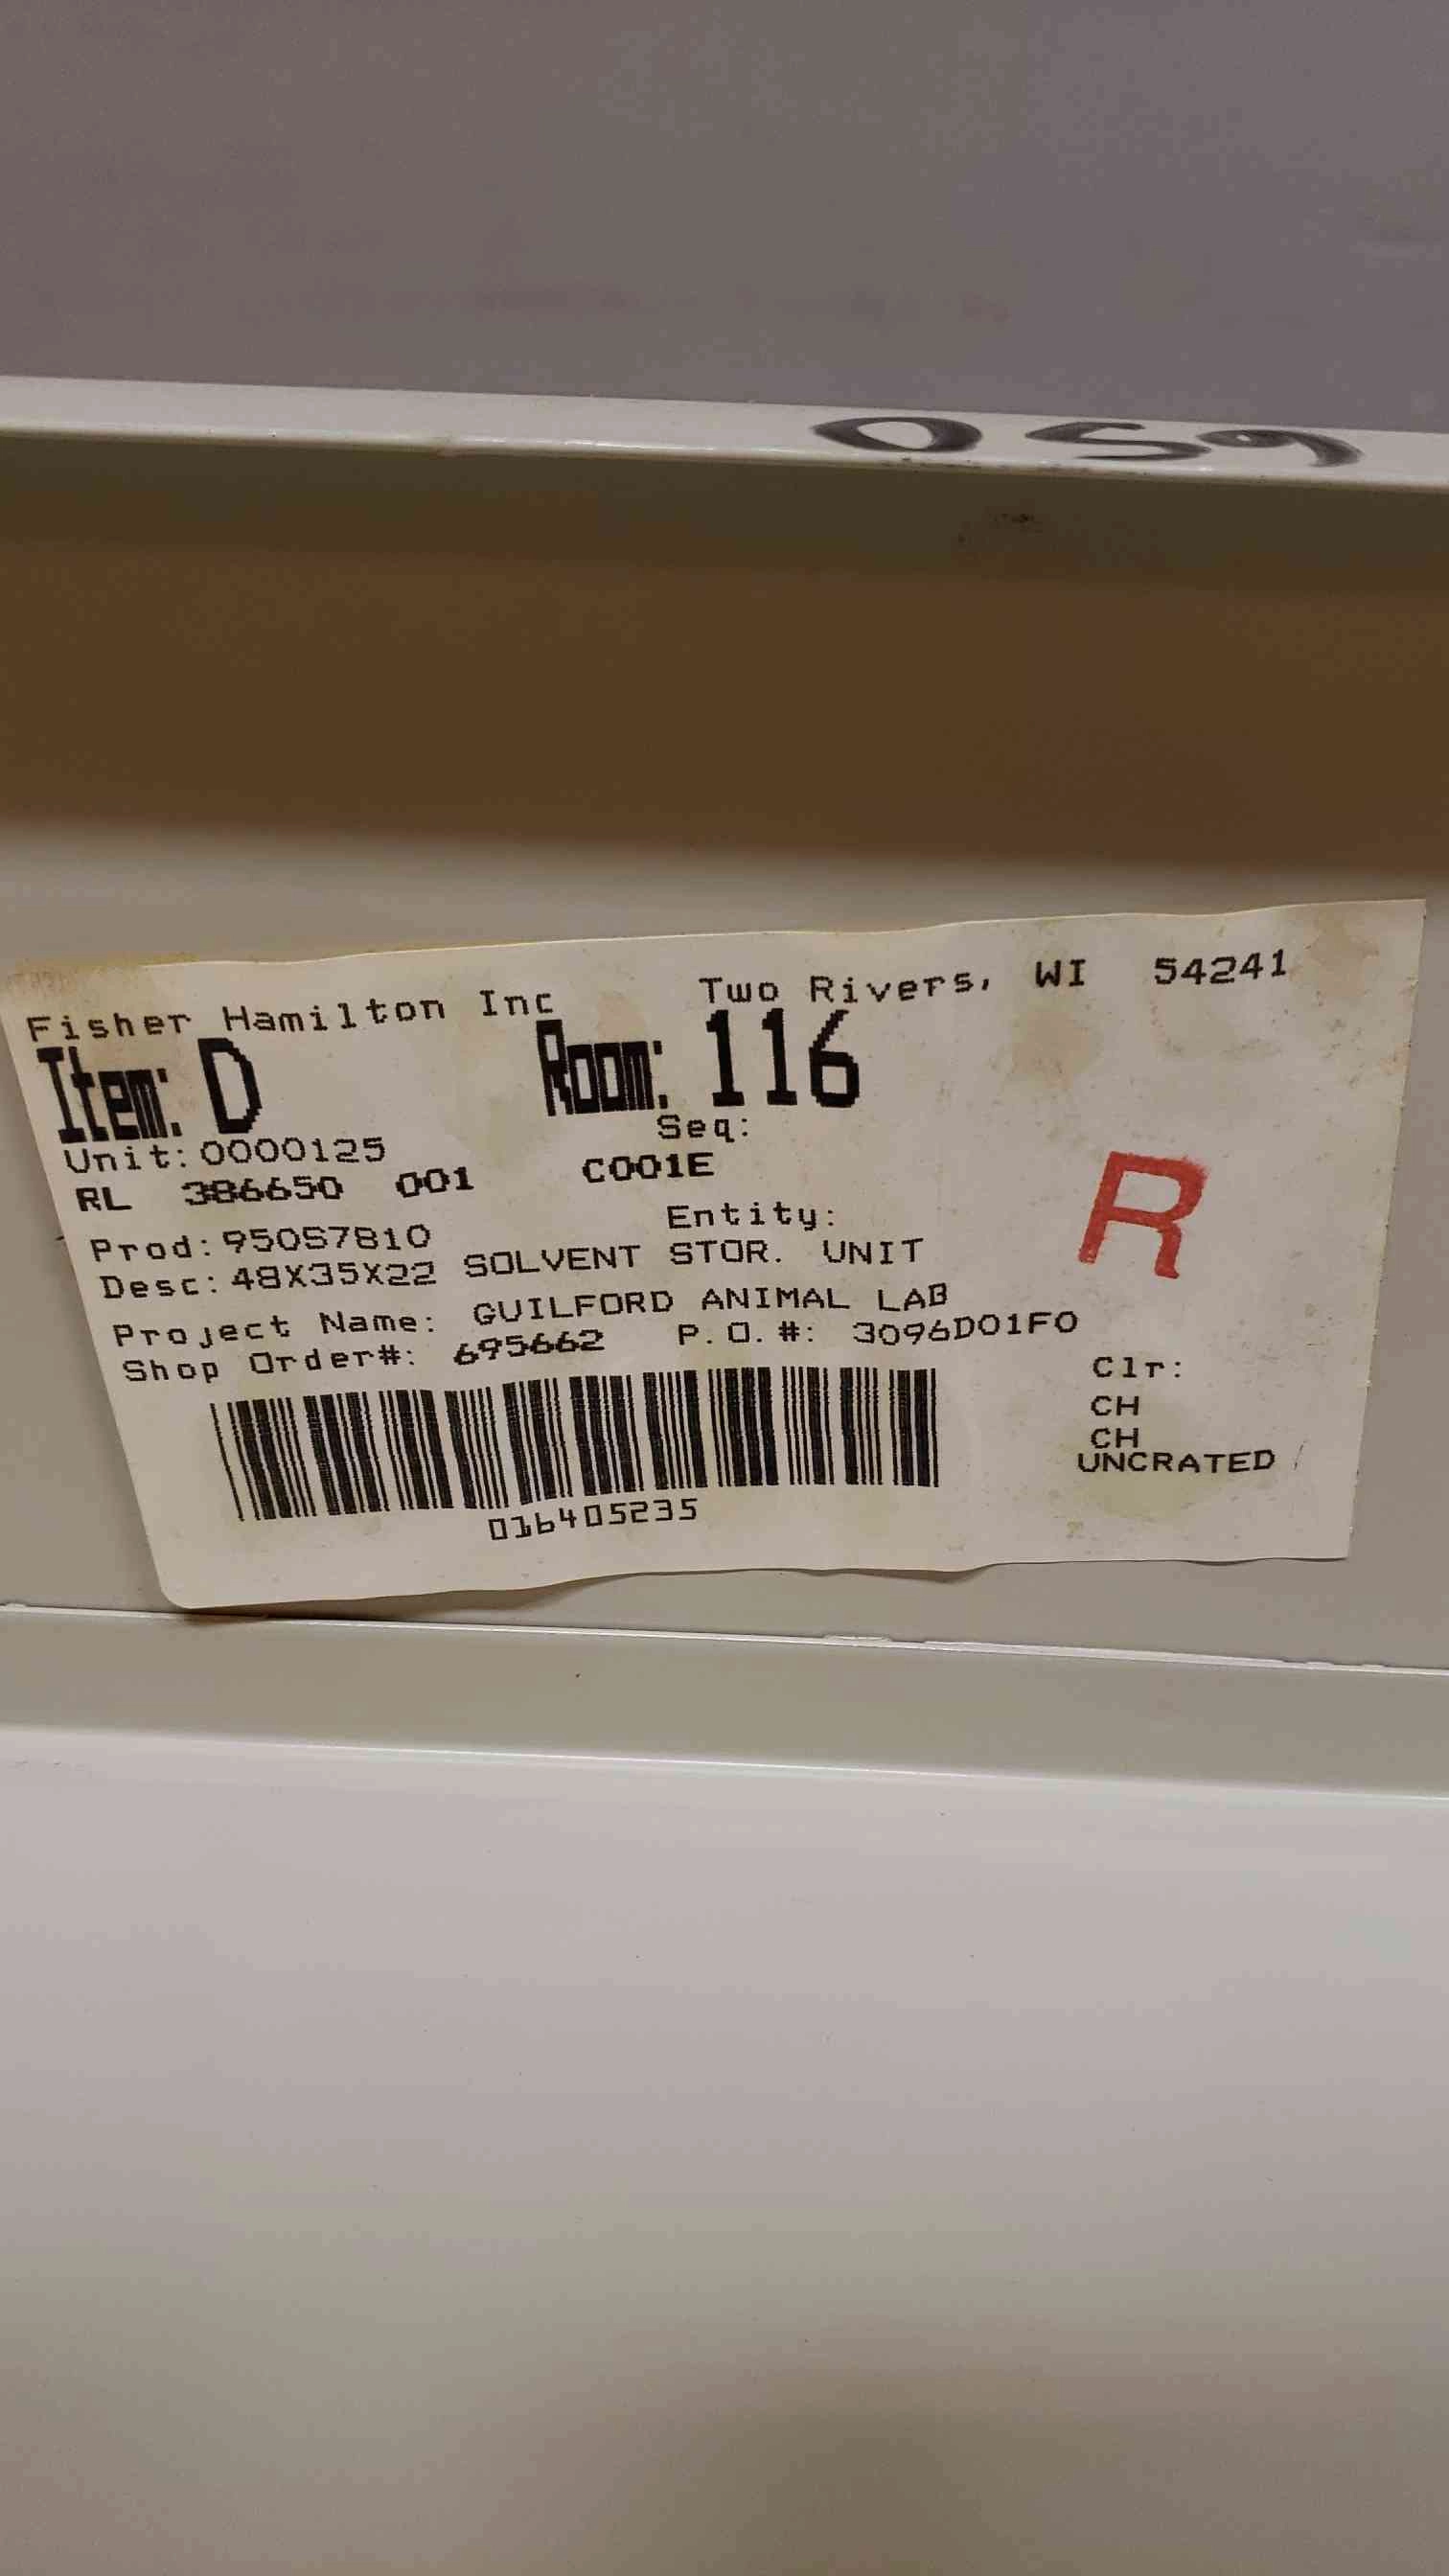 059
Fisher Hamilton Inc Two Rivers, WI 54241
Item: D Room: 116
Unit:0000125 Seq:
RL 386650 001 C001E
Prod:950S7810 Entity:
Desc:48X35X22 SOLVENT STOR. UNIT
R
Project Name: GUILFORD ANIMAL LAB
Shop Order#: 695662 P.O.#: 3096D01F0
Clr:
CH
CH
UNCRATED
016405235